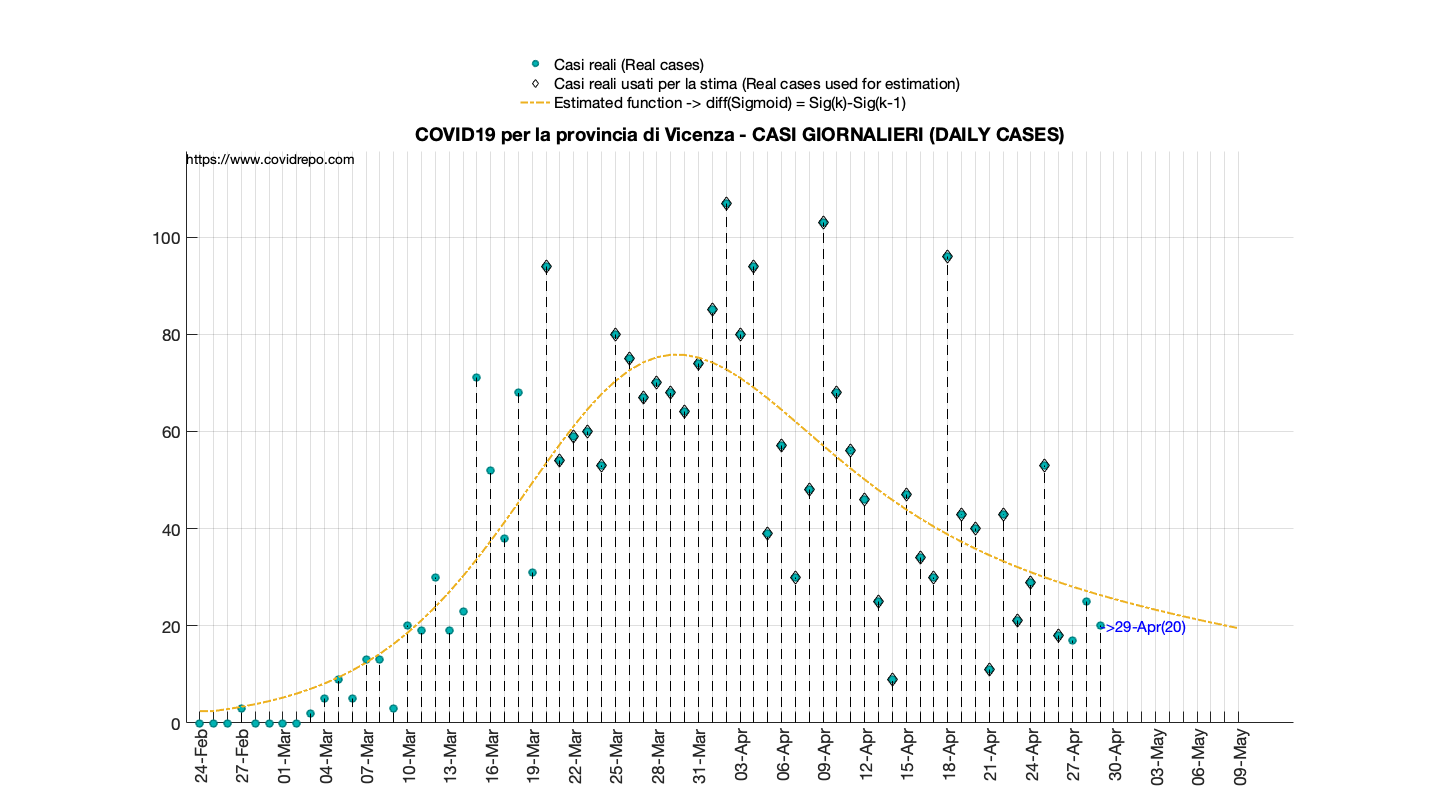 Casi reali (Real cases)
Casi reali usati per la stima (Real cases used for estimation)
Estimated function -> diff(Sigmoid) = Sig(k)-Sig(k-1)
COVID19 per la provincia di Vicenza - CASI GIORNALIERI (DAILY CASES)
https://www.covidrepo.com
100
80
60
40
20
0
->29-Apr(20)
24-Feb
27-Feb
01-Mar
04-Mar
07-Mar
10-Mar
13-Mar
16-Mar
19-Mar
22-Mar
25-Mar
28-Mar
31-Mar
03-Apr
06-Apr
09-Apr
12-Apr
15-Apr
18-Apr
21-Apr
24-Apr
27-Apr
30-Apr
03-May
06-May
09-May